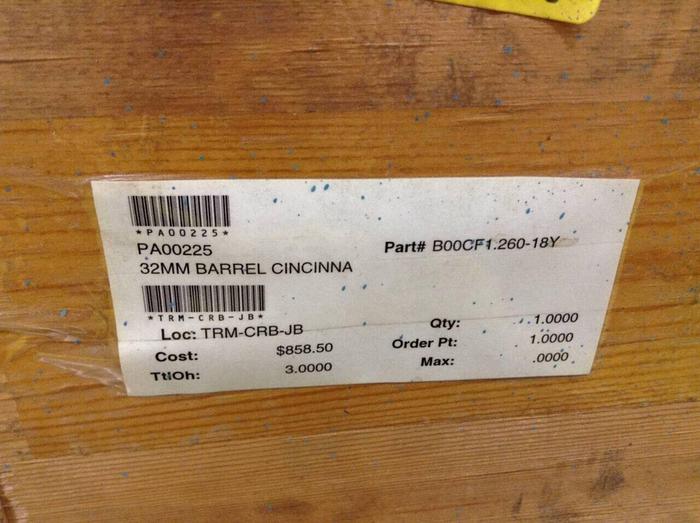 *PA00225*
PA00225
32MM BARREL CINCINNA
Part# B00CF1.260-18Y
*TRM-CRB-JB*
Loc: TRM-CRB-JB
Cost: $858.50
TtlOh: 3.0000
Qty: 1.0000
Order Pt: 1.0000
Max: .0000